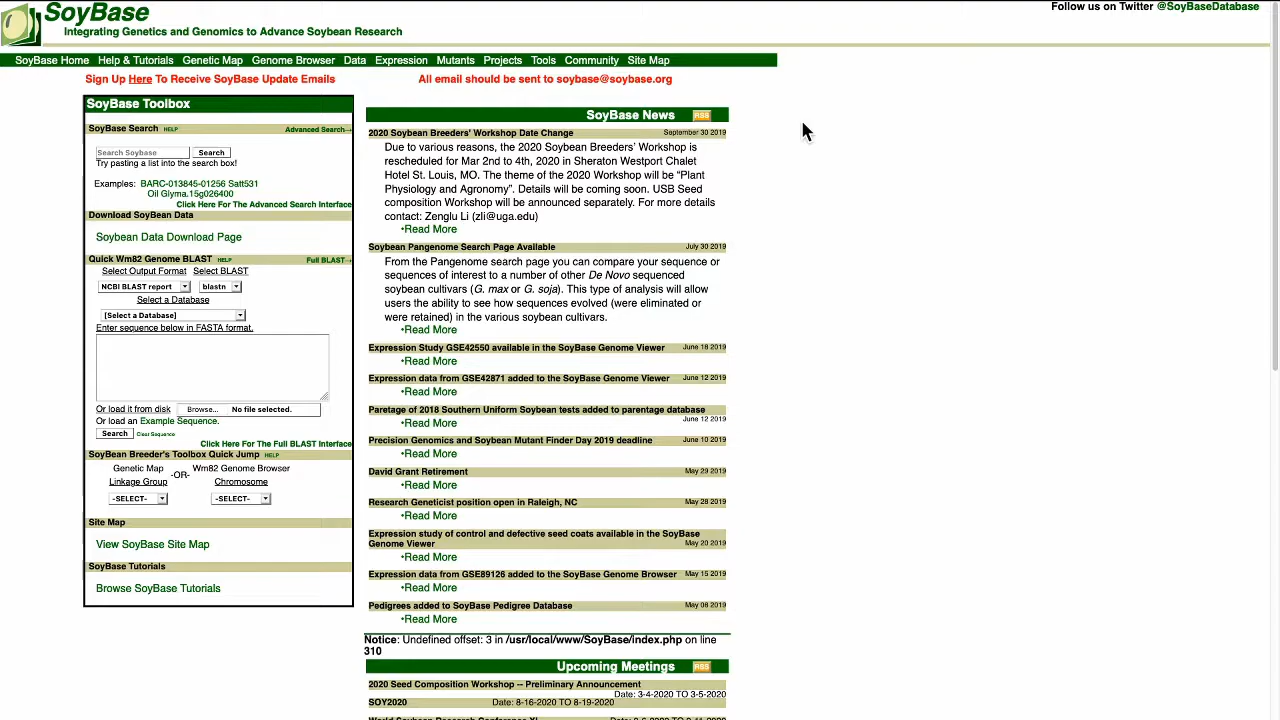 SoyBase
Integrating Genetics and Genomics to Advance Soybean Research
Follow us on Twitter @SoyBaseDatabase
SoyBase Home Help & Tutorials Genetic Map Genome Browser Data Expression Mutants Projects Tools Community Site Map
Sign Up Here To Receive SoyBase Update Emails
All email should be sent to soybase@soybase.org
SoyBase Toolbox
SoyBase Search HELP Advanced Search→
Search Soybase Search
Try pasting a list into the search box!
Examples: BARC-013845-01256 Satt531
Oil Glyma.15g026400
Click Here For The Advanced Search Interface
Download SoyBean Data
Soybean Data Download Page
Quick Wm82 Genome BLAST HELP Full BLAST→
Select Output Format Select BLAST
NCBI BLAST report blastn
Select a Database
[Select a Database]
Enter sequence below in FASTA format.
Or load it from disk Browse... No file selected.
Or load an Example Sequence.
Search Clear Sequence
Click Here For The Full BLAST Interface
SoyBean Breeder's Toolbox Quick Jump HELP
Genetic Map -OR- Wm82 Genome Browser
Linkage Group Chromosome
-SELECT- -SELECT-
Site Map
View SoyBase Site Map
SoyBase Tutorials
Browse SoyBase Tutorials
SoyBase News RSS
2020 Soybean Breeders' Workshop Date Change September 30 2019
Due to various reasons, the 2020 Soybean Breeders' Workshop is
rescheduled for Mar 2nd to 4th, 2020 in Sheraton Westport Chalet
Hotel St. Louis, MO. The theme of the 2020 Workshop will be "Plant
Physiology and Agronomy". Details will be coming soon. USB Seed
composition Workshop will be announced separately. For more details
contact: Zenglu Li (zli@uga.edu)
•Read More
Soybean Pangenome Search Page Available July 30 2019
From the Pangenome search page you can compare your sequence or
sequences of interest to a number of other De Novo sequenced
soybean cultivars (G. max or G. soja). This type of analysis will allow
users the ability to see how sequences evolved (were eliminated or
were retained) in the various soybean cultivars.
•Read More
Expression Study GSE42550 available in the SoyBase Genome Viewer June 18 2019
•Read More
Expression data from GSE42871 added to the SoyBase Genome Viewer June 12 2019
•Read More
Paretage of 2018 Southern Uniform Soybean tests added to parentage database
June 12 2019
•Read More
Precision Genomics and Soybean Mutant Finder Day 2019 deadline June 10 2019
•Read More
David Grant Retirement May 29 2019
•Read More
Research Geneticist position open in Raleigh, NC May 28 2019
•Read More
Expression study of control and defective seed coats available in the SoyBase
Genome Viewer May 20 2019
•Read More
Expression data from GSE89126 added to the SoyBase Genome Browser May 15 2019
•Read More
Pedigrees added to SoyBase Pedigree Database May 08 2019
•Read More
Notice: Undefined offset: 3 in /usr/local/www/SoyBase/index.php on line
310
Upcoming Meetings RSS
2020 Seed Composition Workshop -- Preliminary Announcement
Date: 3-4-2020 TO 3-5-2020
SOY2020 Date: 8-16-2020 TO 8-19-2020